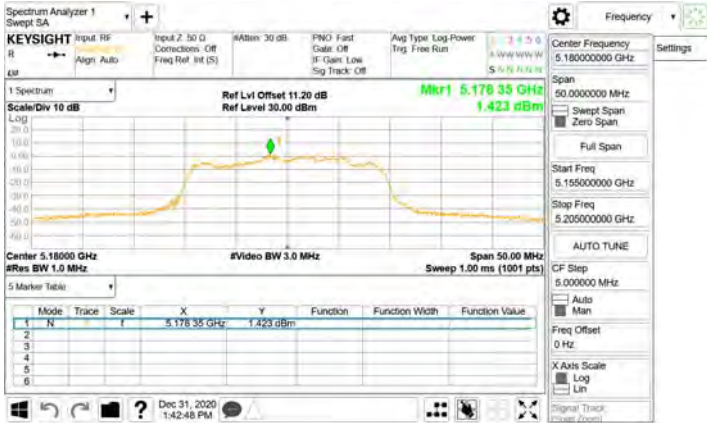 Spectrum Analyzer 1
Swept SA
+
Frequency
KEYSIGHT
Input: RF
R
Align: Auto
Input Z: 50 Ω
Corrections: Off
Freq Ref: Int (S)
#Atten: 30 dB
PNO: Fast
Gate: Off
IF Gain: Low
Sig Track: Off
Avg Type: Log-Power
Trig: Free Run
1 Spectrum
Scale/Div 10 dB
Ref Lvl Offset 11.20 dB
Ref Level 30.00 dBm
Mkr1 5.178 35 GHz
1.423 dBm
Log
20.0
10.0
0.00
Center 5.18000 GHz
#Res BW 1.0 MHz
#Video BW 3.0 MHz
Span 50.00 MHz
Sweep 1.00 ms (1001 pts)
5 Marker Table
Mode Trace Scale X Y Function Function Width Function Value
1 N f 5.178 35 GHz 1.423 dBm
2
3
4
5
6
Dec 31, 2020
1:42:48 PM
Center Frequency
5.180000000 GHz
Settings
Span
50.0000000 MHz
Swept Span
Zero Span
Full Span
Start Freq
5.155000000 GHz
Stop Freq
5.205000000 GHz
AUTO TUNE
CF Step
5.000000 MHz
Auto
Man
Freq Offset
0 Hz
X Axis Scale
Log
Lin
Signal Track
(Span Zoom)